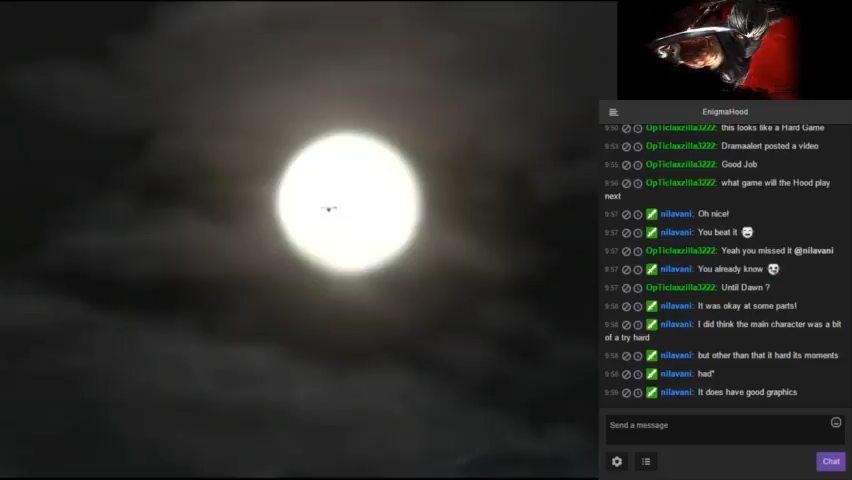 EnigmaHood
9:50 OpTiclaxzilla3222: this looks like a Hard Game
9:53 OpTiclaxzilla3222: Dramaalert posted a video
9:55 OpTiclaxzilla3222: Good Job
9:56 OpTiclaxzilla3222: what game will the Hood play
next
9:57 nilavani: Oh nice!
9:57 nilavani: You beat it
9:57 OpTiclaxzilla3222: Yeah you missed it @nilavani
9:57 nilavani: You already know
9:57 OpTiclaxzilla3222: Until Dawn ?
9:58 nilavani: It was okay at some parts!
9:58 nilavani: I did think the main character was a bit
of a try hard
9:58 nilavani: but other than that it hard its moments
9:58 nilavani: had*
9:59 nilavani: It does have good graphics
Send a message
Chat